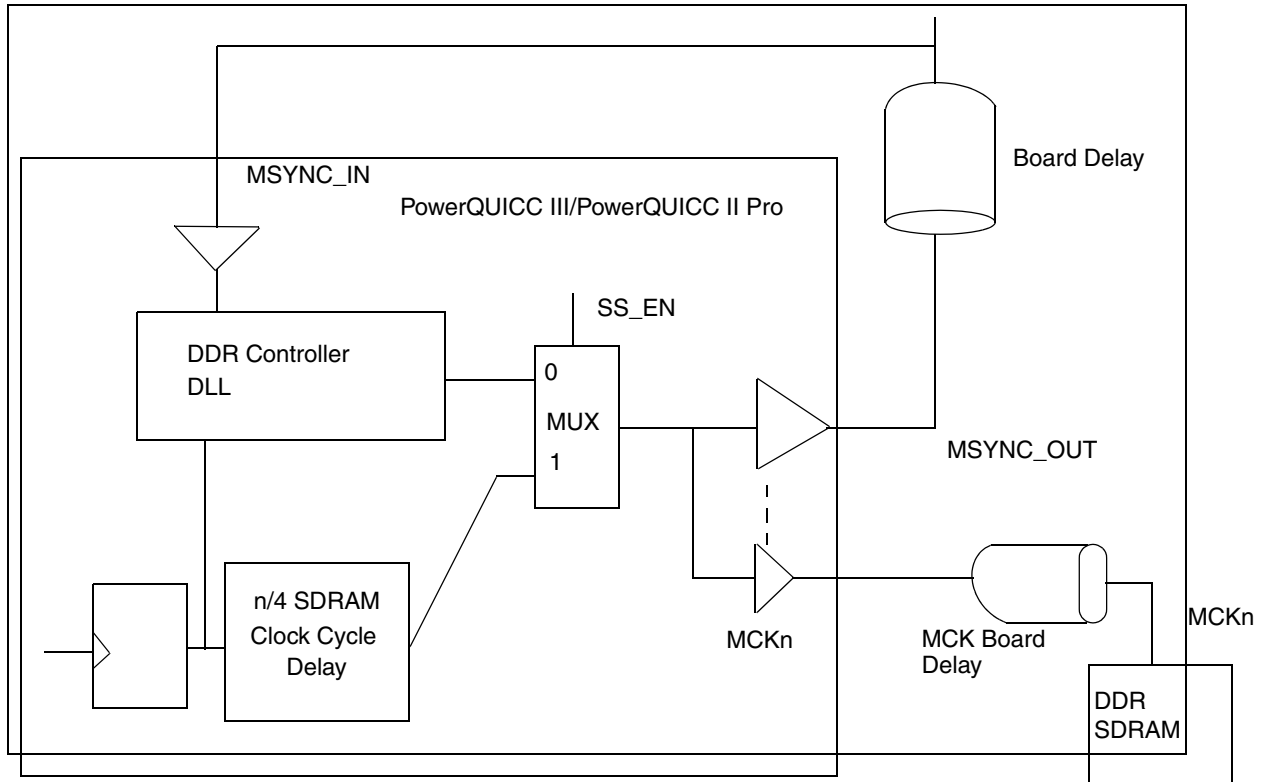 MSYNC_IN
Board Delay
PowerQUICC III/PowerQUICC II Pro
SS_EN
DDR Controller
DLL
0
MUX
1
MSYNC_OUT
n/4 SDRAM
Clock Cycle
Delay
MCKn
MCK Board
Delay
MCKn
DDR
SDRAM